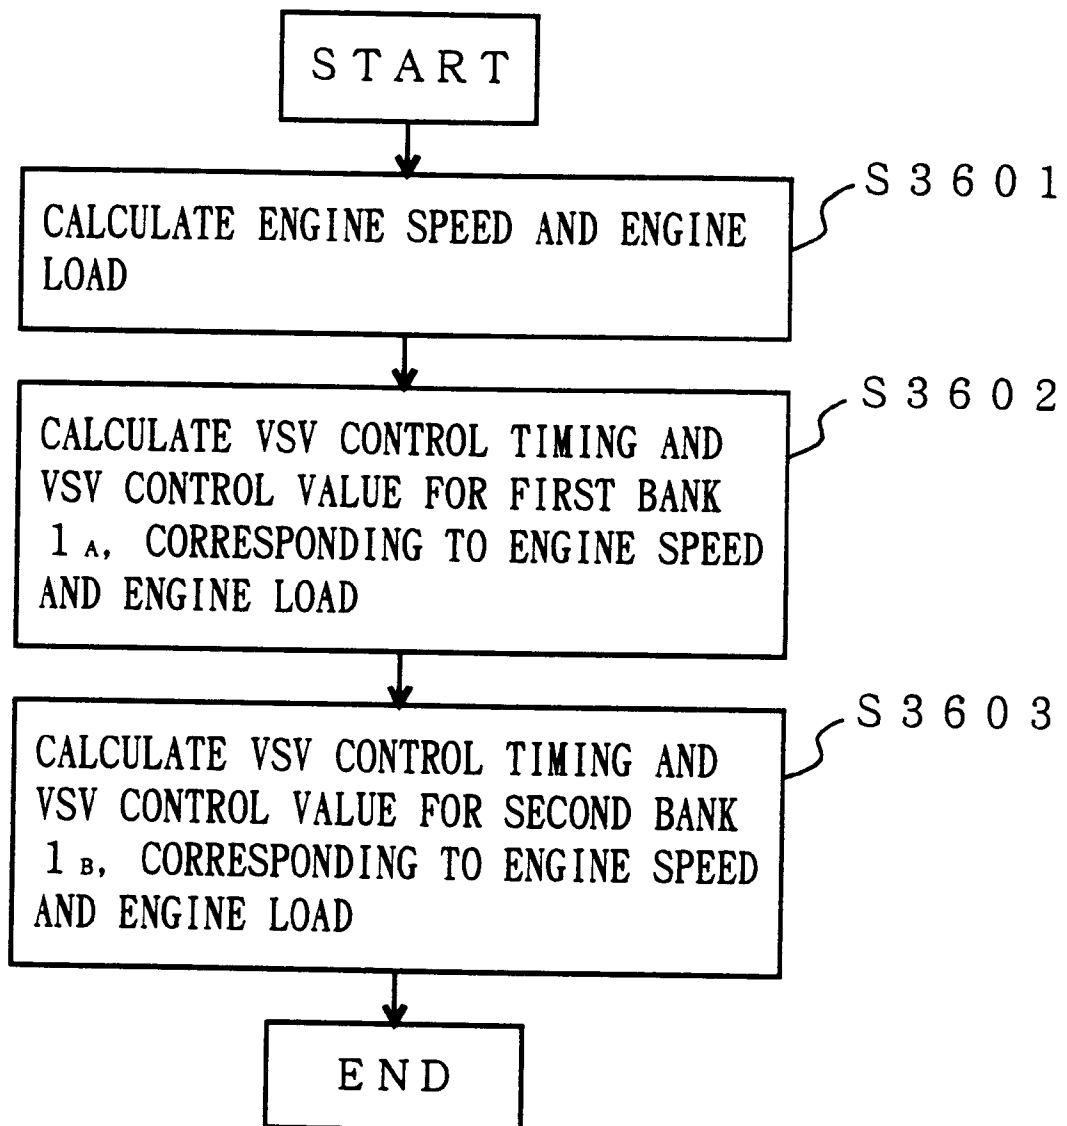 START
S3601
CALCULATE ENGINE SPEED AND ENGINE
LOAD
S3602
CALCULATE VSV CONTROL TIMING AND
VSV CONTROL VALUE FOR FIRST BANK
1A, CORRESPONDING TO ENGINE SPEED
AND ENGINE LOAD
S3603
CALCULATE VSV CONTROL TIMING AND
VSV CONTROL VALUE FOR SECOND BANK
1B, CORRESPONDING TO ENGINE SPEED
AND ENGINE LOAD
END